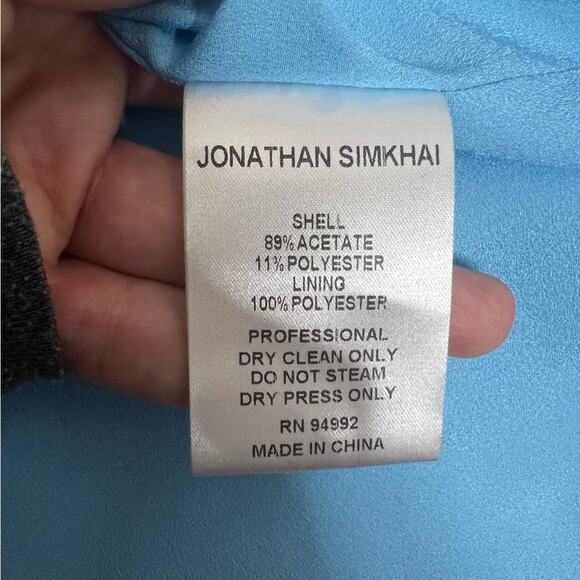 JONATHAN SIMKHAI
SHELL
89% ACETATE
11% POLYESTER
LINING
100% POLYESTER
PROFESSIONAL
DRY CLEAN ONLY
DO NOT STEAM
DRY PRESS ONLY
RN 94992
MADE IN CHINA